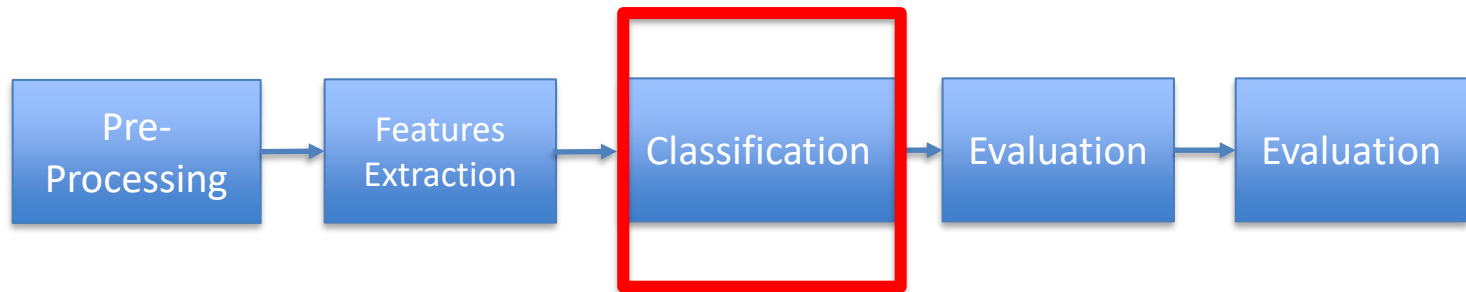 Pre-
Processing
Features
Extraction
Classification
Evaluation
Evaluation